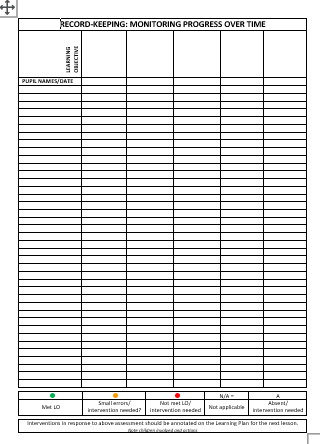 RECORD-KEEPING: MONITORING PROGRESS OVER TIME
LEARNING
OBJECTIVE
PUPIL NAMES/DATE
N/A = A
Met LO Small errors/ intervention needed? Not met LO/ intervention needed Not applicable Absent/ intervention needed
Interventions in response to above assessment should be annotated on the Learning Plan for the next lesson.
Note children involved and actions.